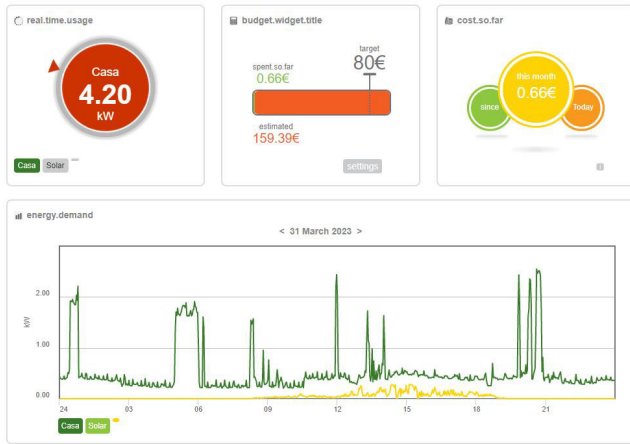 real.time.usage
Casa
4.20
kW
Casa Solar
budget.widget.title
target
80€
spent.so.far
0.66€
estimated
159.39€
settings
cost.so.far
this month
0.66€
since
Today
energy.demand
< 31 March 2023 >
kW
2.00
1.00
0.00
24 03 06 09 12 15 18 21
Casa Solar